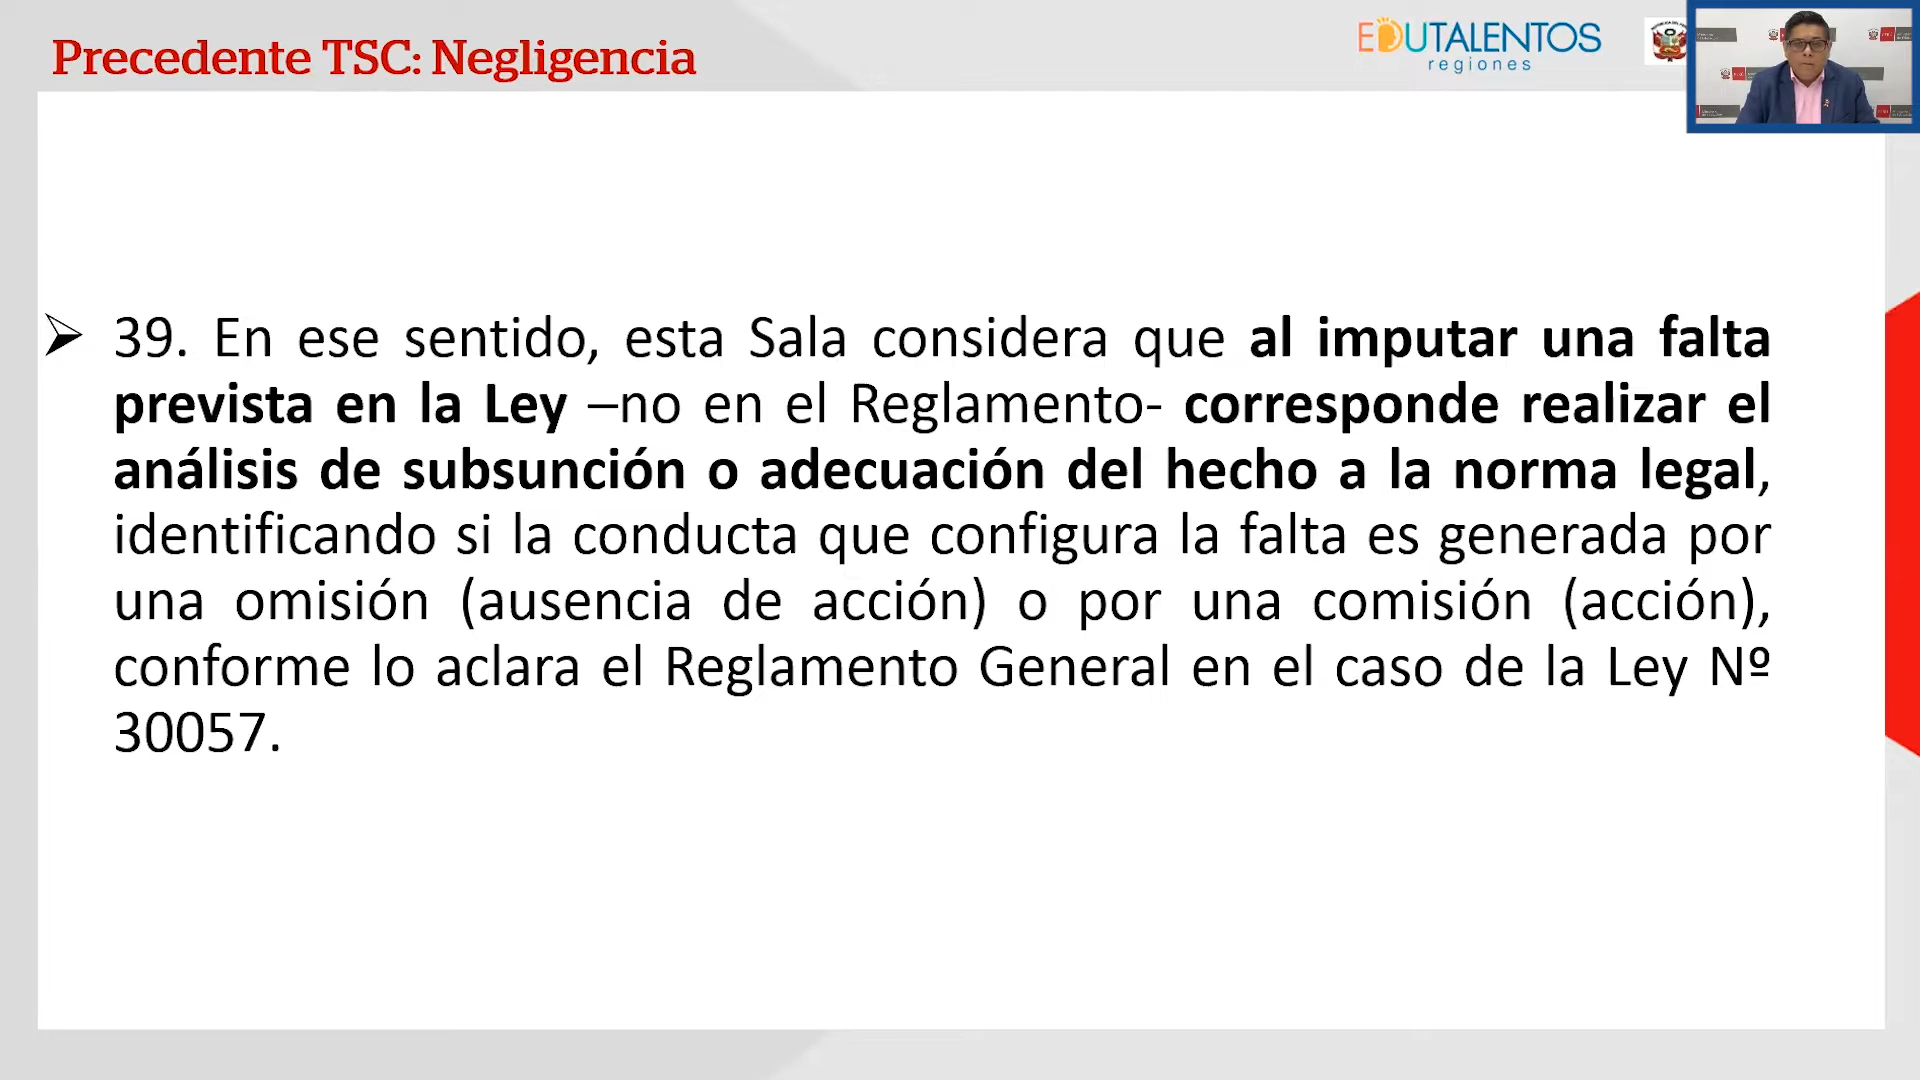 Precedente TSC: Negligencia
EDUTALENTOS
regiones
39. En ese sentido, esta Sala considera que al imputar una falta
prevista en la Ley –no en el Reglamento- corresponde realizar el
análisis de subsunción o adecuación del hecho a la norma legal,
identificando si la conducta que configura la falta es generada por
una omisión (ausencia de acción) o por una comisión (acción),
conforme lo aclara el Reglamento General en el caso de la Ley Nº
30057.